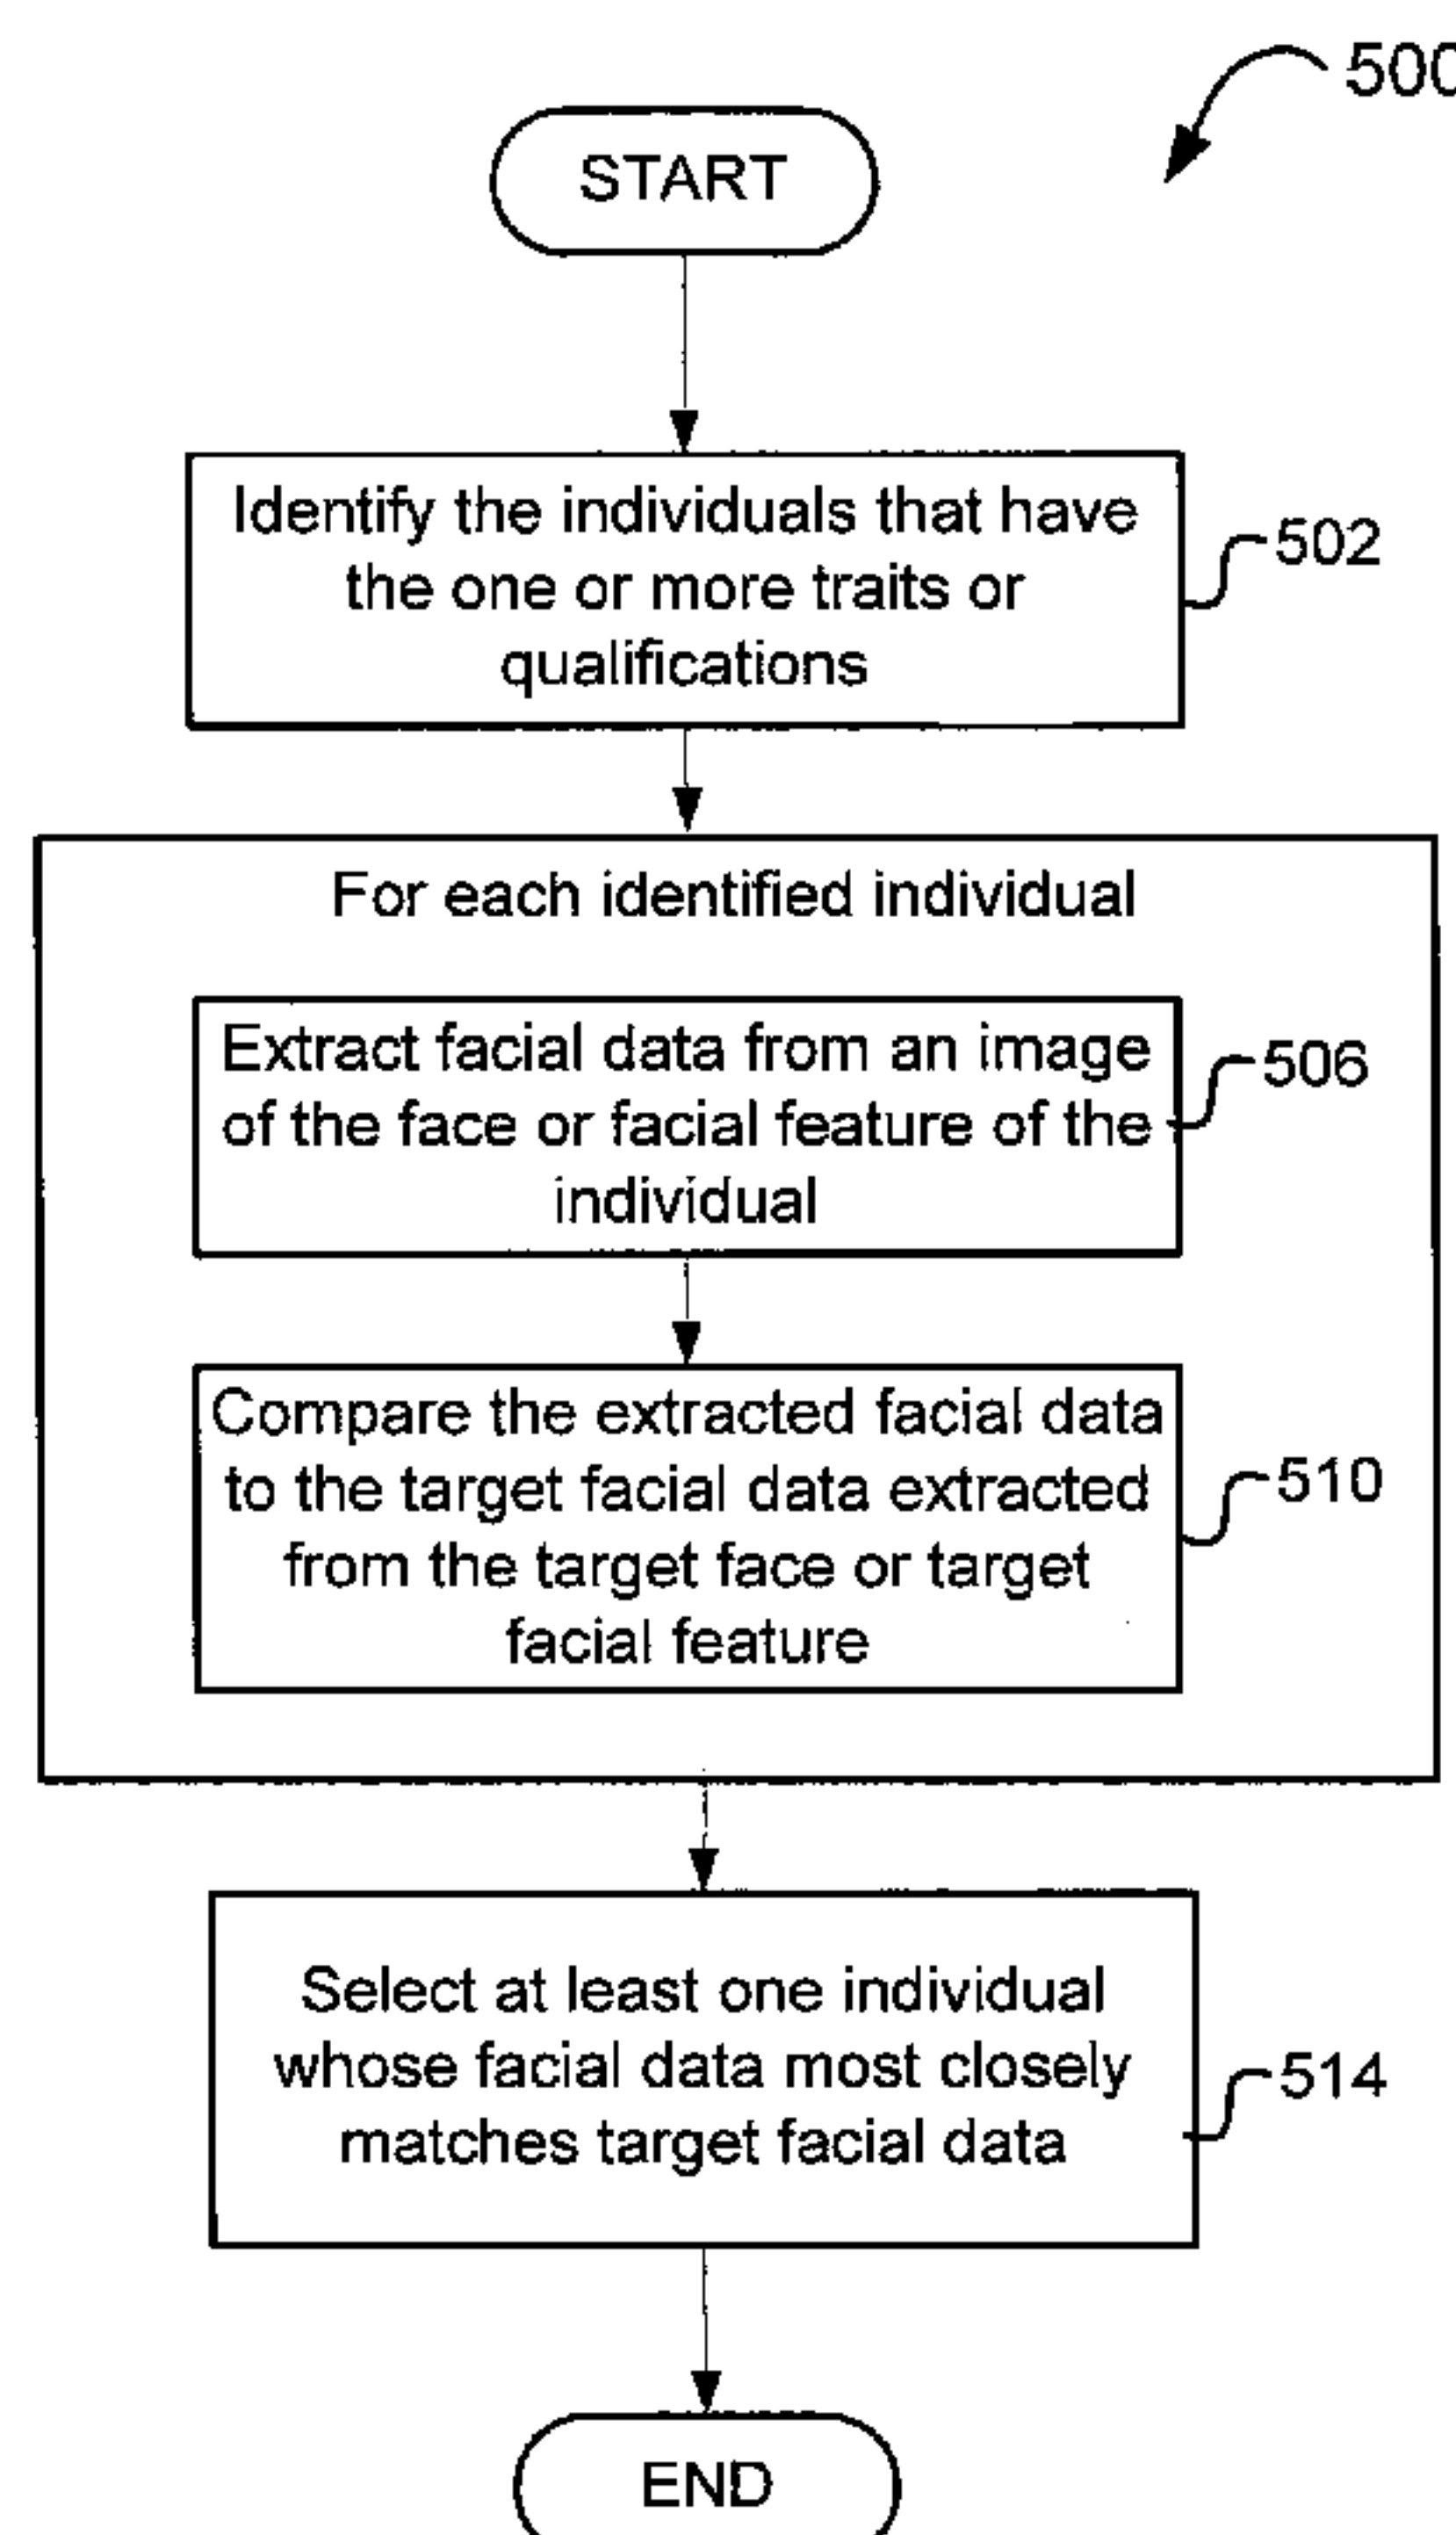 500
START
Identify the individuals that have
the one or more traits or
qualifications
502
For each identified individual
Extract facial data from an image
of the face or facial feature of the
individual
506
Compare the extracted facial data
to the target facial data extracted
from the target face or target
facial feature
510
Select at least one individual
whose facial data most closely
matches target facial data
514
END